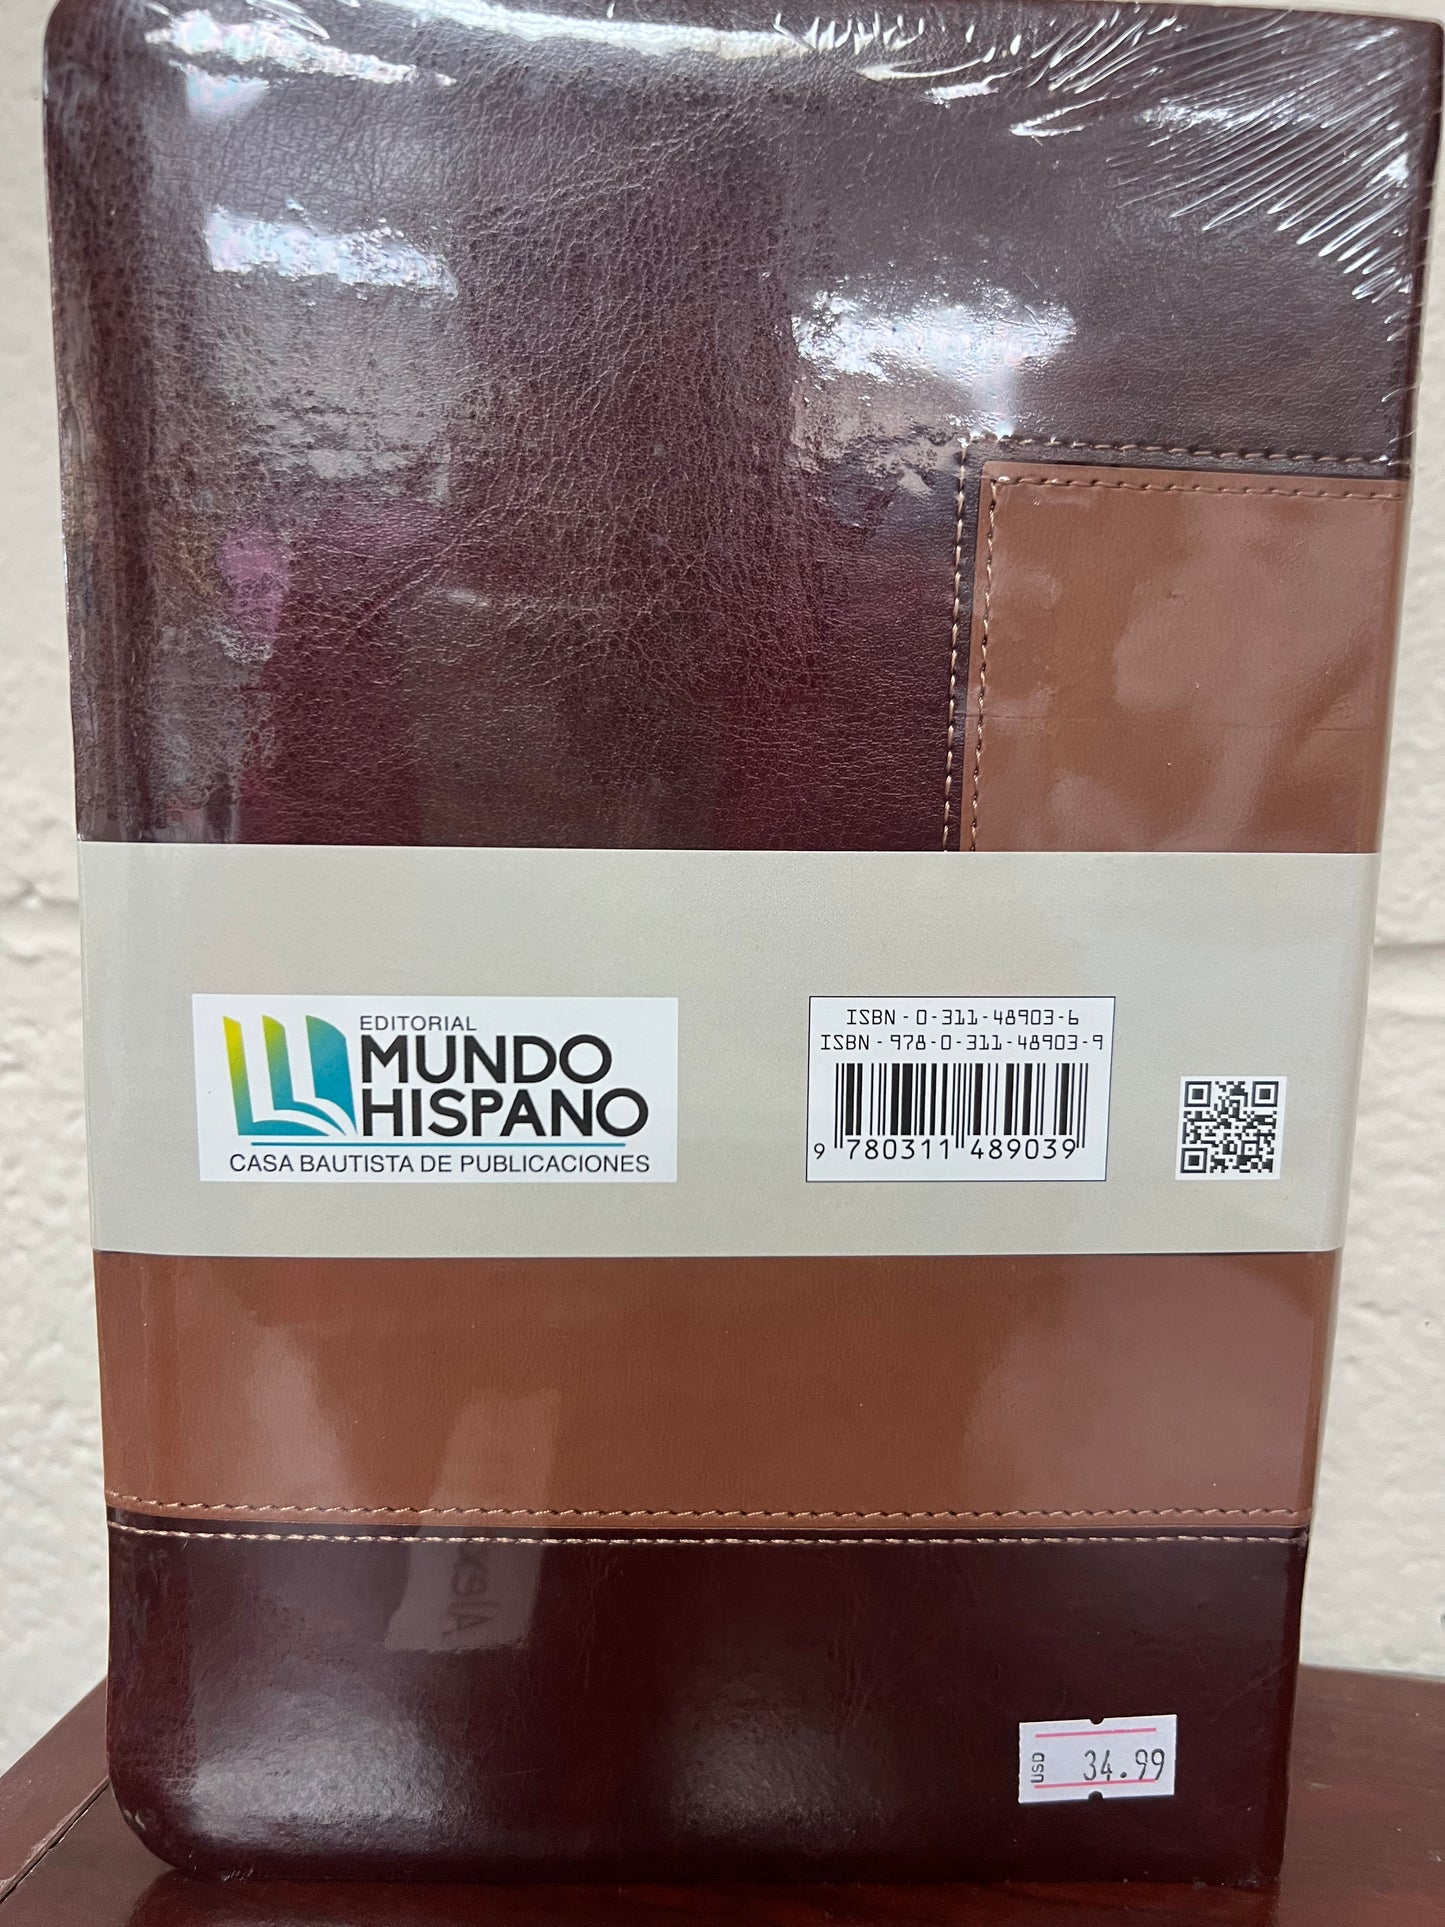 EDITORIAL
MUNDO
HISPANO
CASA BAUTISTA DE PUBLICACIONES
ISBN - 0-311-48903-6
ISBN - 978-0-311-48903-9
9 780311 489039
USD 34.99